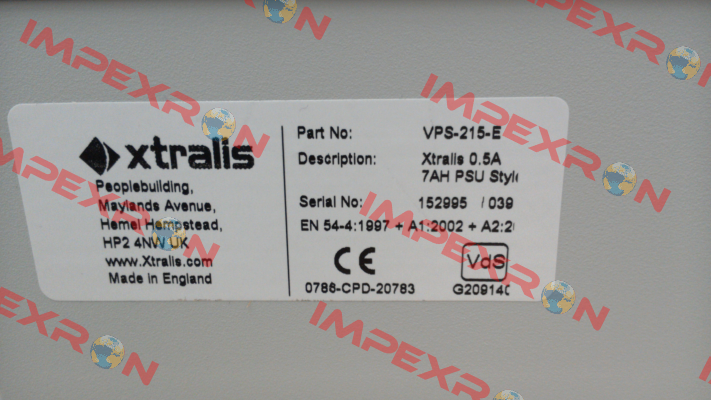 xtralis
Peoplebuilding,
Maylands Avenue,
Hemel Hempstead,
HP2 4NW UK
www.Xtralis.com
Made in England
Part No: VPS-215-E
Description: Xtralis 0.5A
7AH PSU Style
Serial No: 152995 / 039
EN 54-4:1997 + A1:2002 + A2:2
CE
VdS
0786-CPD-20783
G209140
IMPEXRON
IMPEXRON
IMPEXRON
IMPEXRON
IMPEXRON